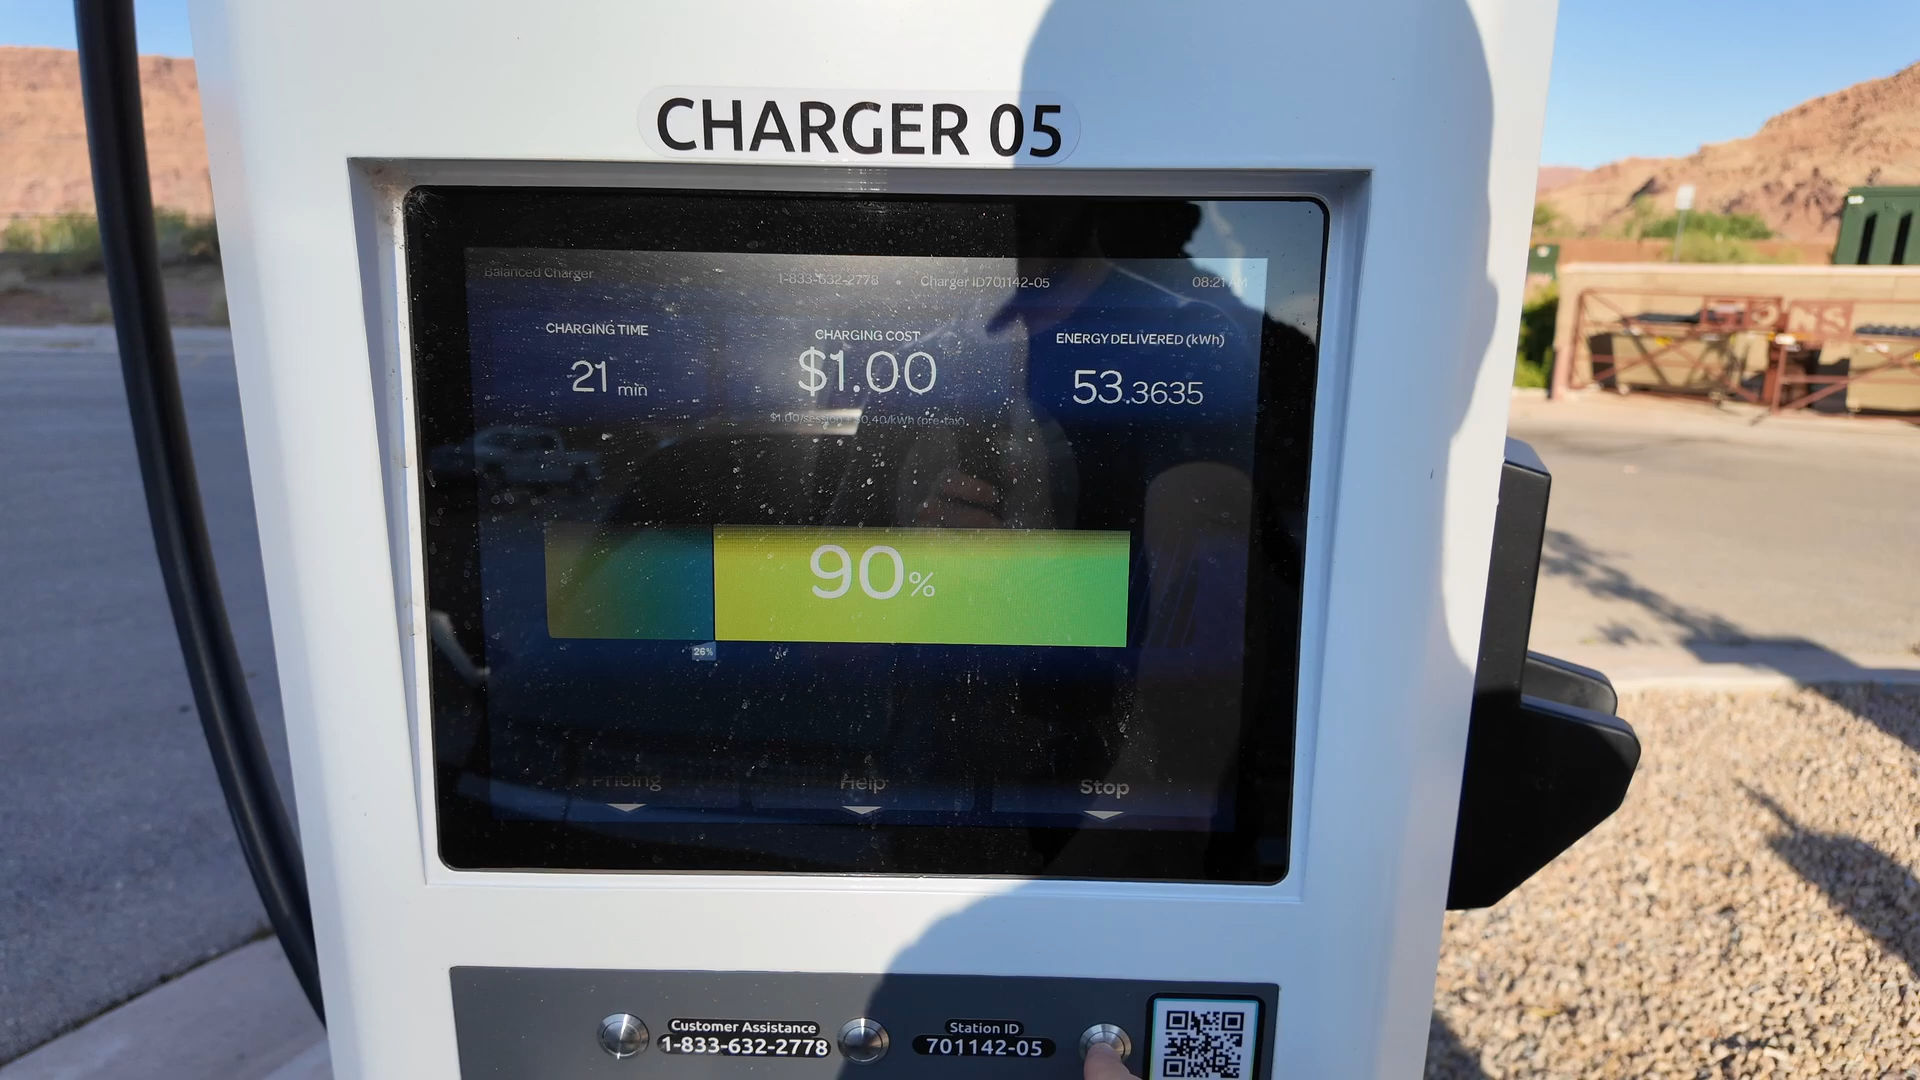 CHARGER 05
Balanced Charger 1-833-632-2778 • Charger ID701142-05 08:21 AM
CHARGING TIME
21 min
CHARGING COST
$1.00
$1.00/session $0.40/kWh (pre-tax)
ENERGY DELIVERED (kWh)
53.3635
90%
26%
Pricing Help Stop
Customer Assistance
1-833-632-2778
Station ID
701142-05